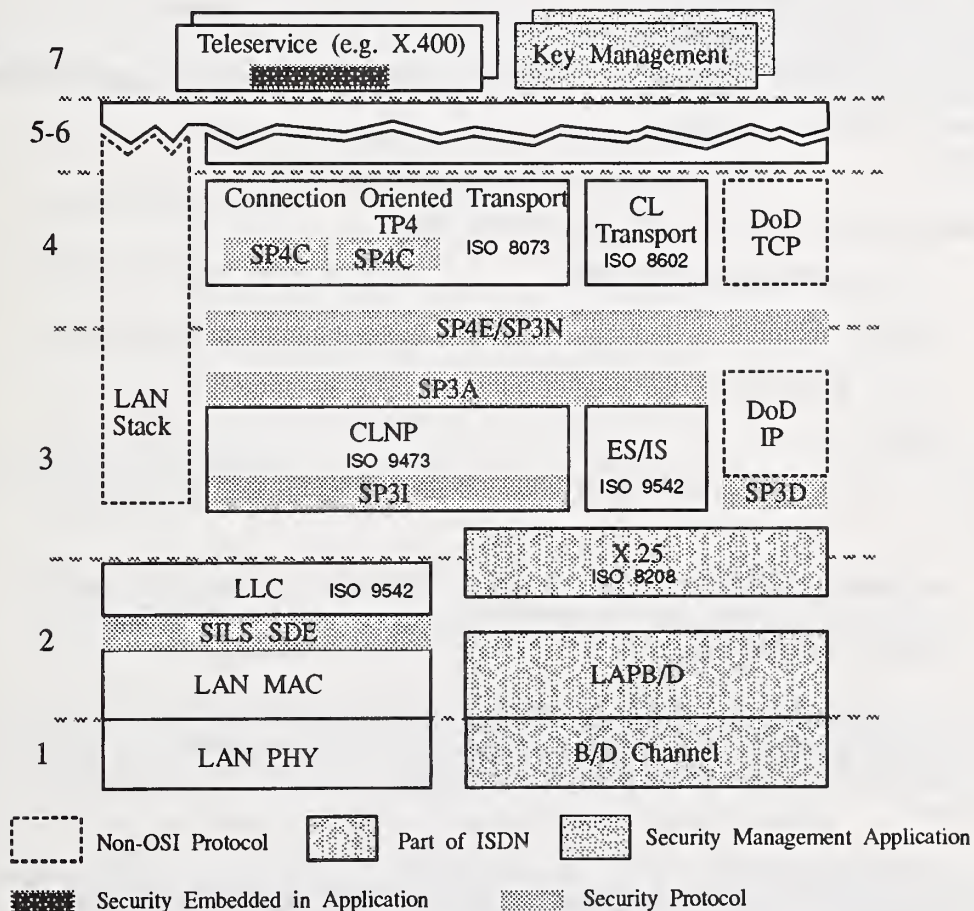 7
Teleservice (e.g. X.400)
Key Management
5-6
4
Connection Oriented Transport
TP4
SP4C
SP4C
ISO 8073
CL
Transport
ISO 8602
DoD
TCP
SP4E/SP3N
LAN
Stack
3
SP3A
CLNP
ISO 9473
SP3I
ES/IS
ISO 9542
DoD
IP
SP3D
X.25
ISO 8208
2
LLC ISO 9542
SILS SDE
LAN MAC
LAPB/D
1
LAN PHY
B/D Channel
Non-OSI Protocol
Part of ISDN
Security Management Application
Security Embedded in Application
Security Protocol